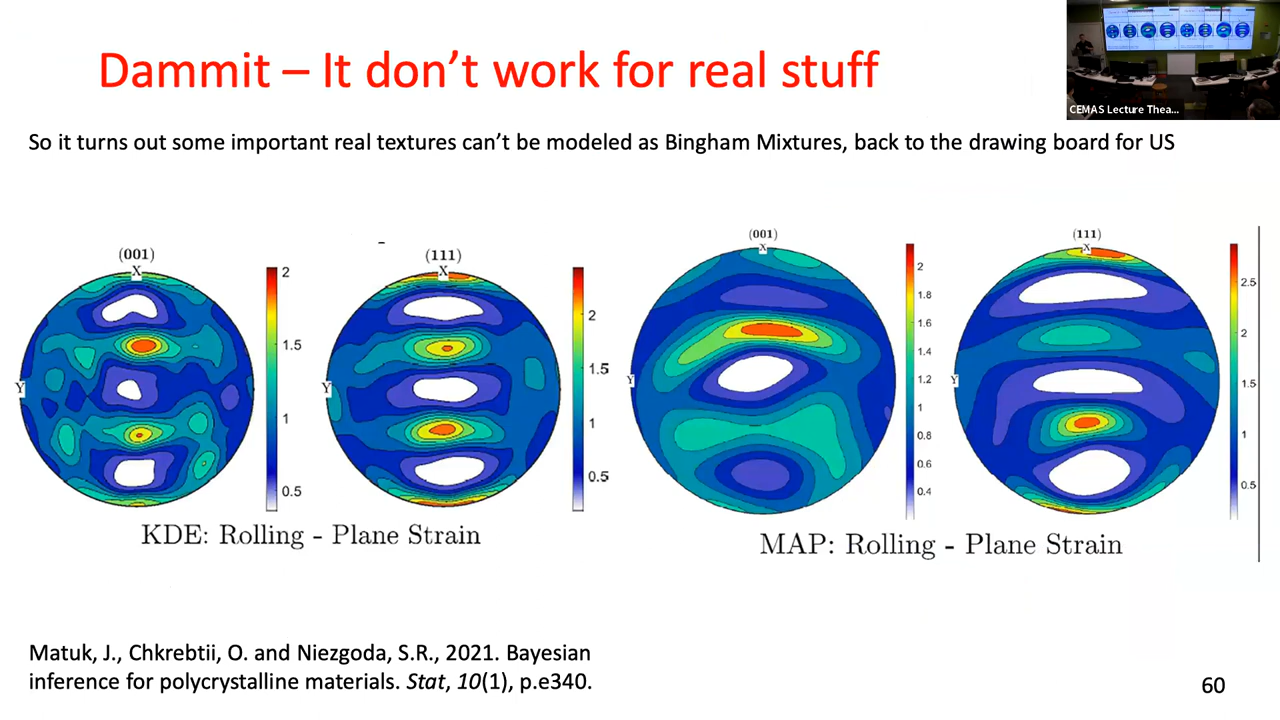 Dammit – It don't work for real stuff
CEMAS Lecture Thea...
So it turns out some important real textures can't be modeled as Bingham Mixtures, back to the drawing board for US
(001)
X
Y
2
1.5
1
0.5
(111)
X
Y
2
1.5
1
0.5
KDE: Rolling - Plane Strain
(001)
X
Y
2
1.8
1.6
1.4
1.2
1
0.8
0.6
0.4
(111)
X
Y
2.5
2
1.5
1
0.5
MAP: Rolling - Plane Strain
Matuk, J., Chkrebtii, O. and Niezgoda, S.R., 2021. Bayesian
inference for polycrystalline materials. Stat, 10(1), p.e340.
60